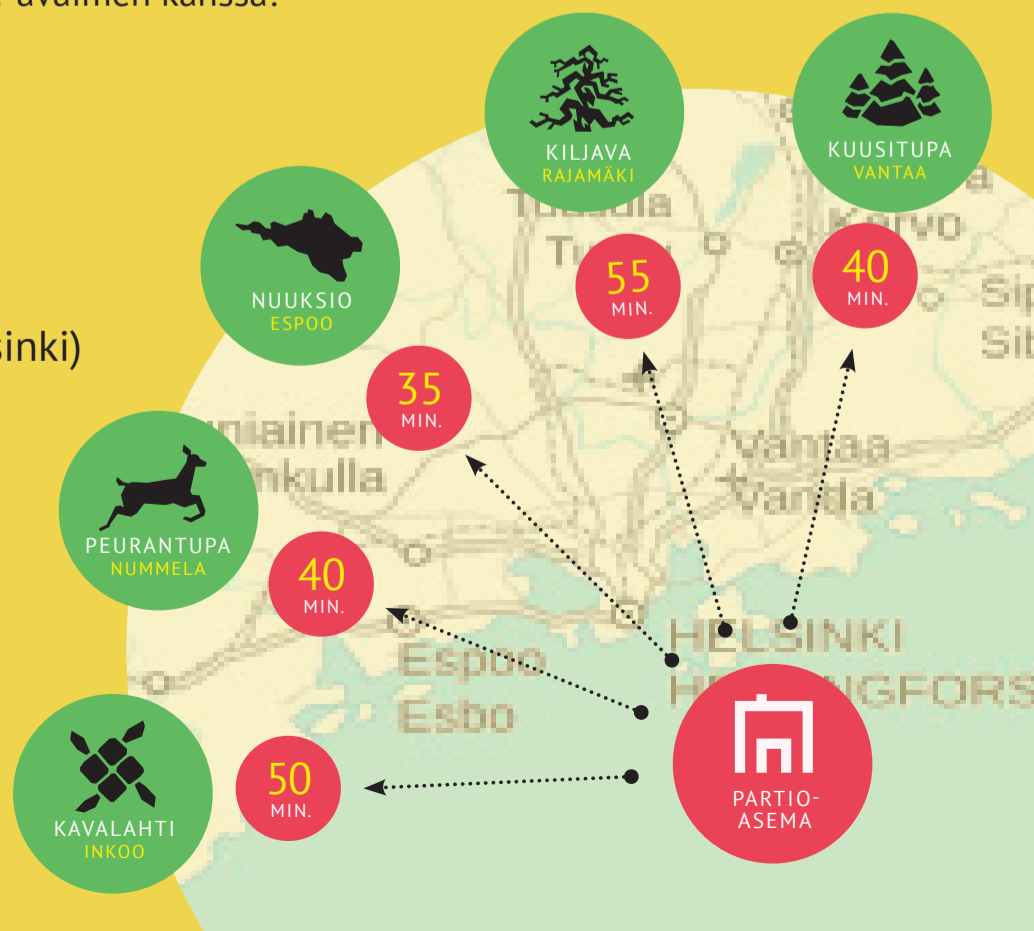 kanssa.
KILJAVA
RAJAMÄKI
KUUSITUPA
VANTAA
NUUKSIO
ESPOO
55
MIN.
40
MIN.
sinki)
35
MIN.
Vantaa
Vanda
PEURANTUPA
NUMMELA
40
MIN.
HELSINKI
Espoo
Esbo
PARTIO-
ASEMA
50
MIN.
KAVALAHTI
INKOO